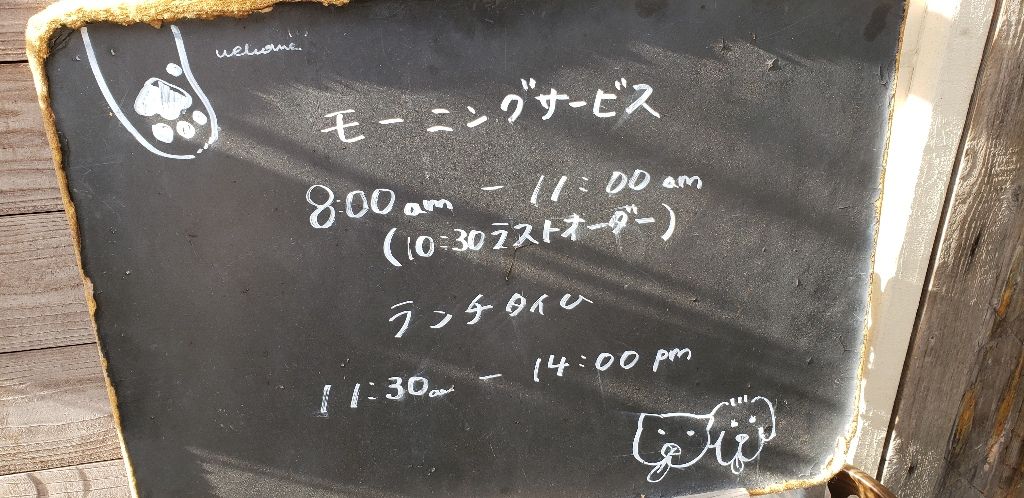 welcome
モーニングサービス
8:00am - 11:00am
(10:30ラストオーダー)
ランチタイム
11:30am - 14:00pm